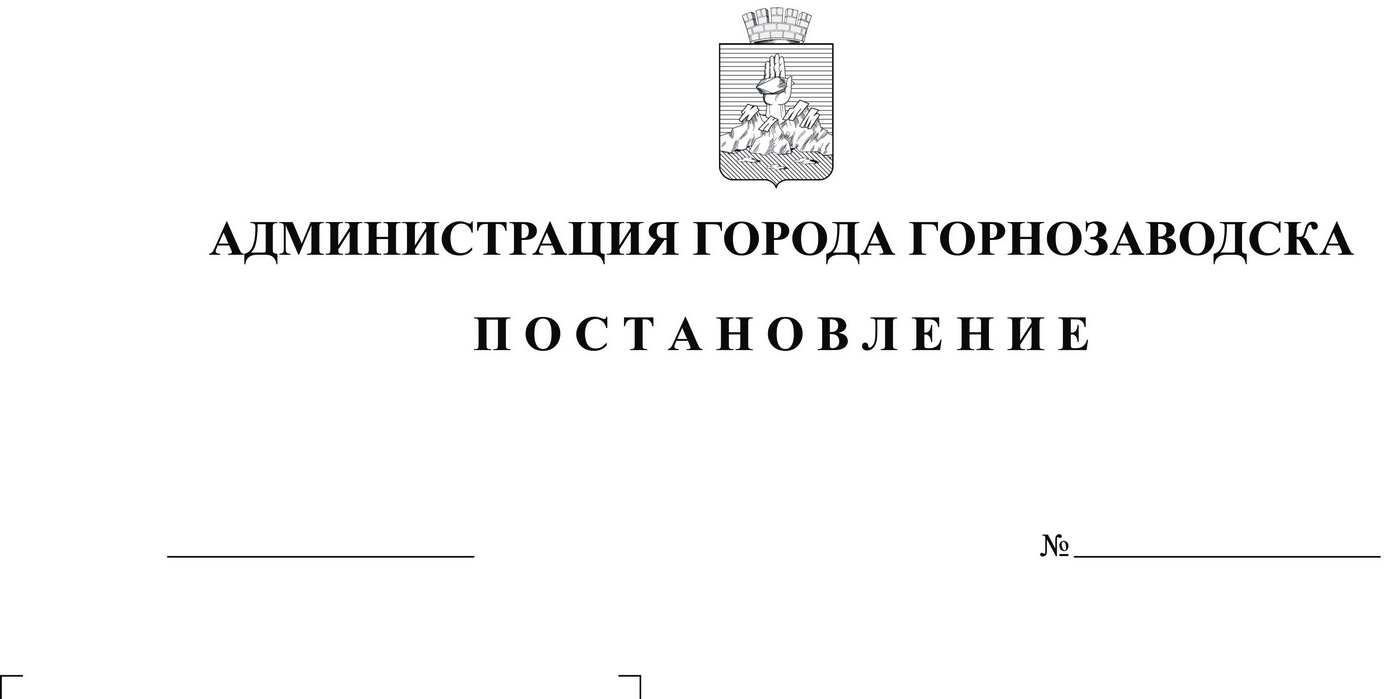 АДМИНИСТРАЦИЯ ГОРОДА ГОРНОЗАВОДСКА
П О С Т А Н О В Л Е Н И Е
№